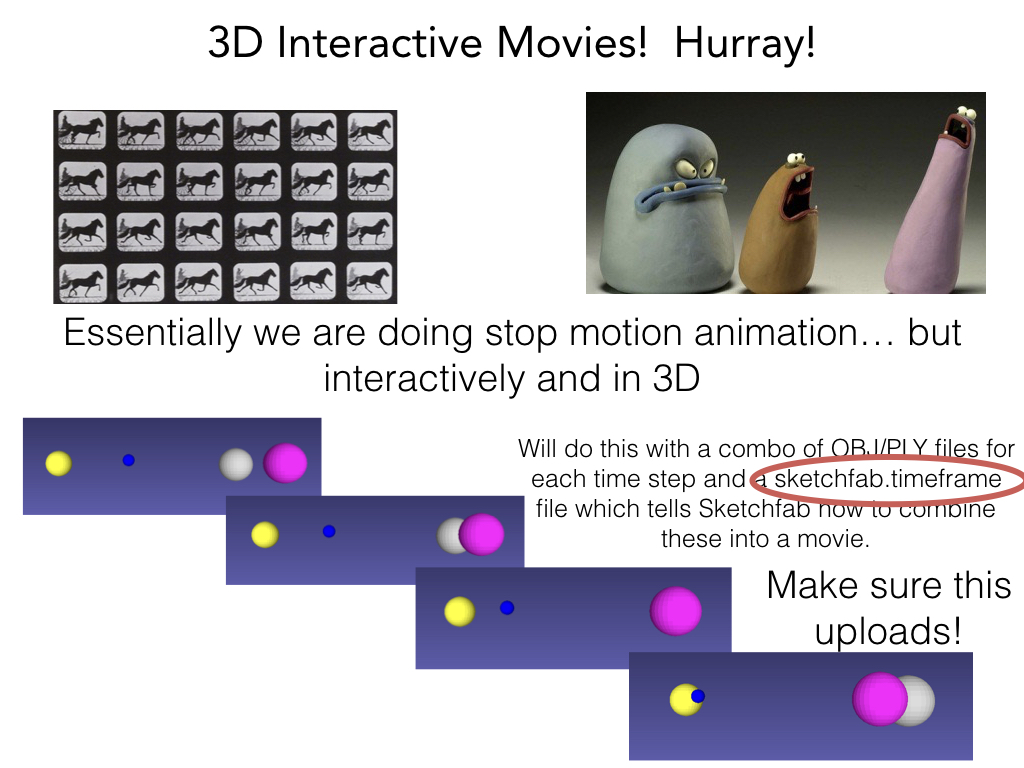 3D Interactive Movies!  Hurray!
Essentially we are doing stop motion animation… but
interactively and in 3D
Will do this with a combo of OBJ/PLY files for
each time step and a sketchfab.timeframe
file which tells Sketchfab how to combine
these into a movie.
Make sure this
uploads!